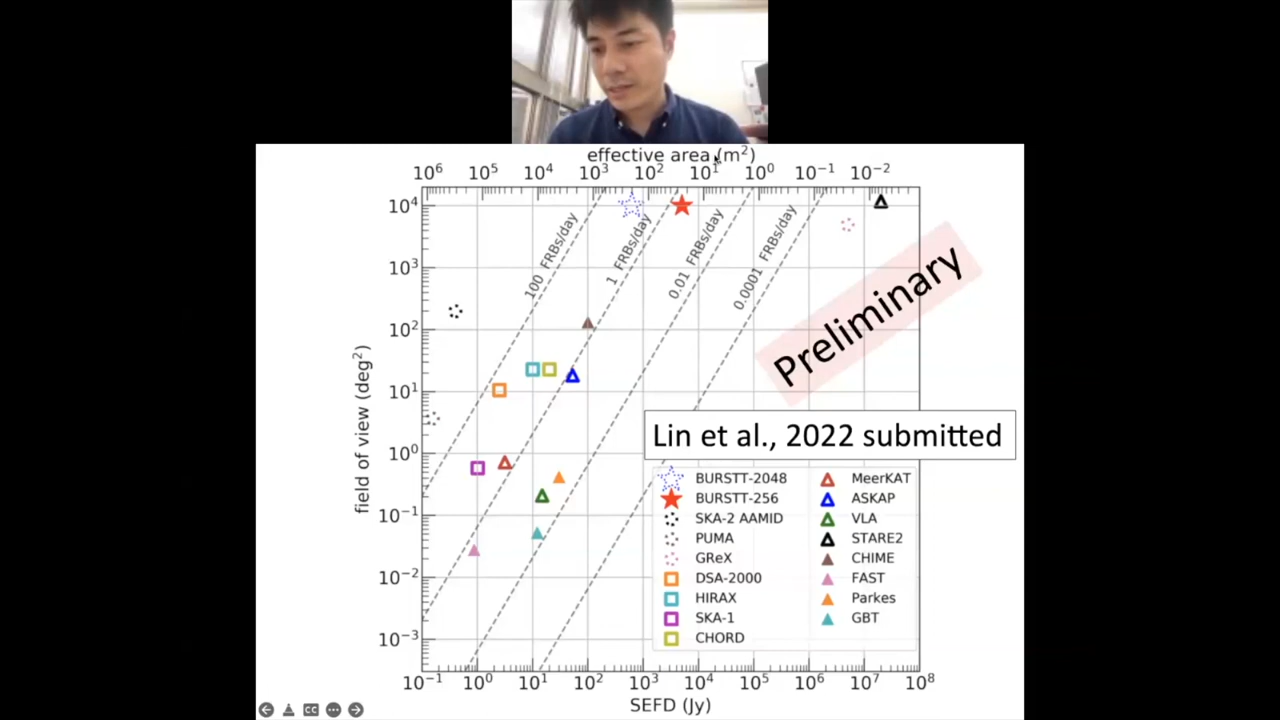 effective area (m²)
10⁶ 10⁵ 10⁴ 10³ 10² 10¹ 10⁰ 10⁻¹ 10⁻²
10⁴
10³
10²
10¹
10⁰
10⁻¹
10⁻²
10⁻³
field of view (deg²)
100 FRBs/day
1 FRBs/day
0.01 FRBs/day
0.0001 FRBs/day
Preliminary
Lin et al., 2022 submitted
BURSTT-2048
BURSTT-256
SKA-2 AAMID
PUMA
GReX
DSA-2000
HIRAX
SKA-1
CHORD
MeerKAT
ASKAP
VLA
STARE2
CHIME
FAST
Parkes
GBT
10⁻¹ 10⁰ 10¹ 10² 10³ 10⁴ 10⁵ 10⁶ 10⁷ 10⁸
SEFD (Jy)
CC